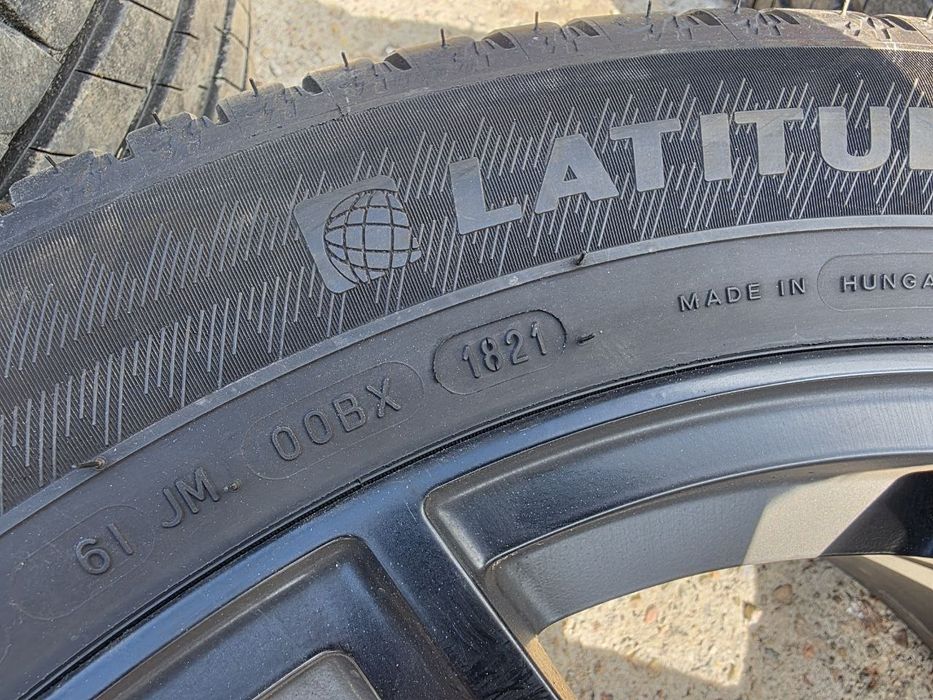 LATITU
MADE IN HUNGA
61 JM. 00BX 1821